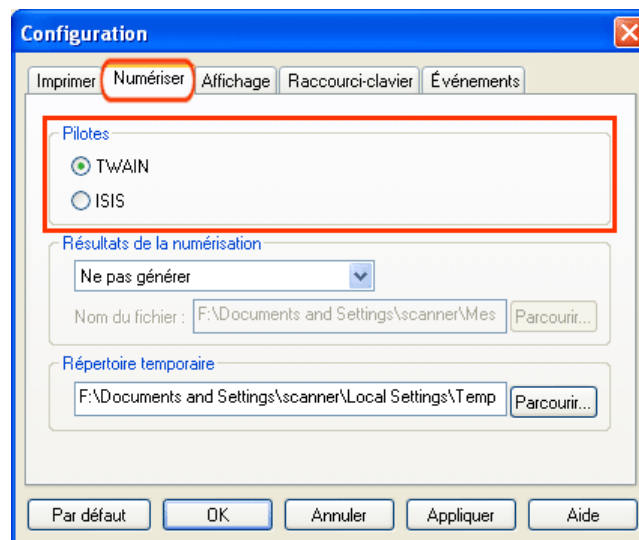 Configuration
Imprimer Numériser Affichage Raccourci-clavier Événements
Pilotes
TWAIN
ISIS
Résultats de la numérisation
Ne pas générer
Nom du fichier : F:\Documents and Settings\scanner\Mes Parcourir...
Répertoire temporaire
F:\Documents and Settings\scanner\Local Settings\Temp Parcourir...
Par défaut OK Annuler Appliquer Aide